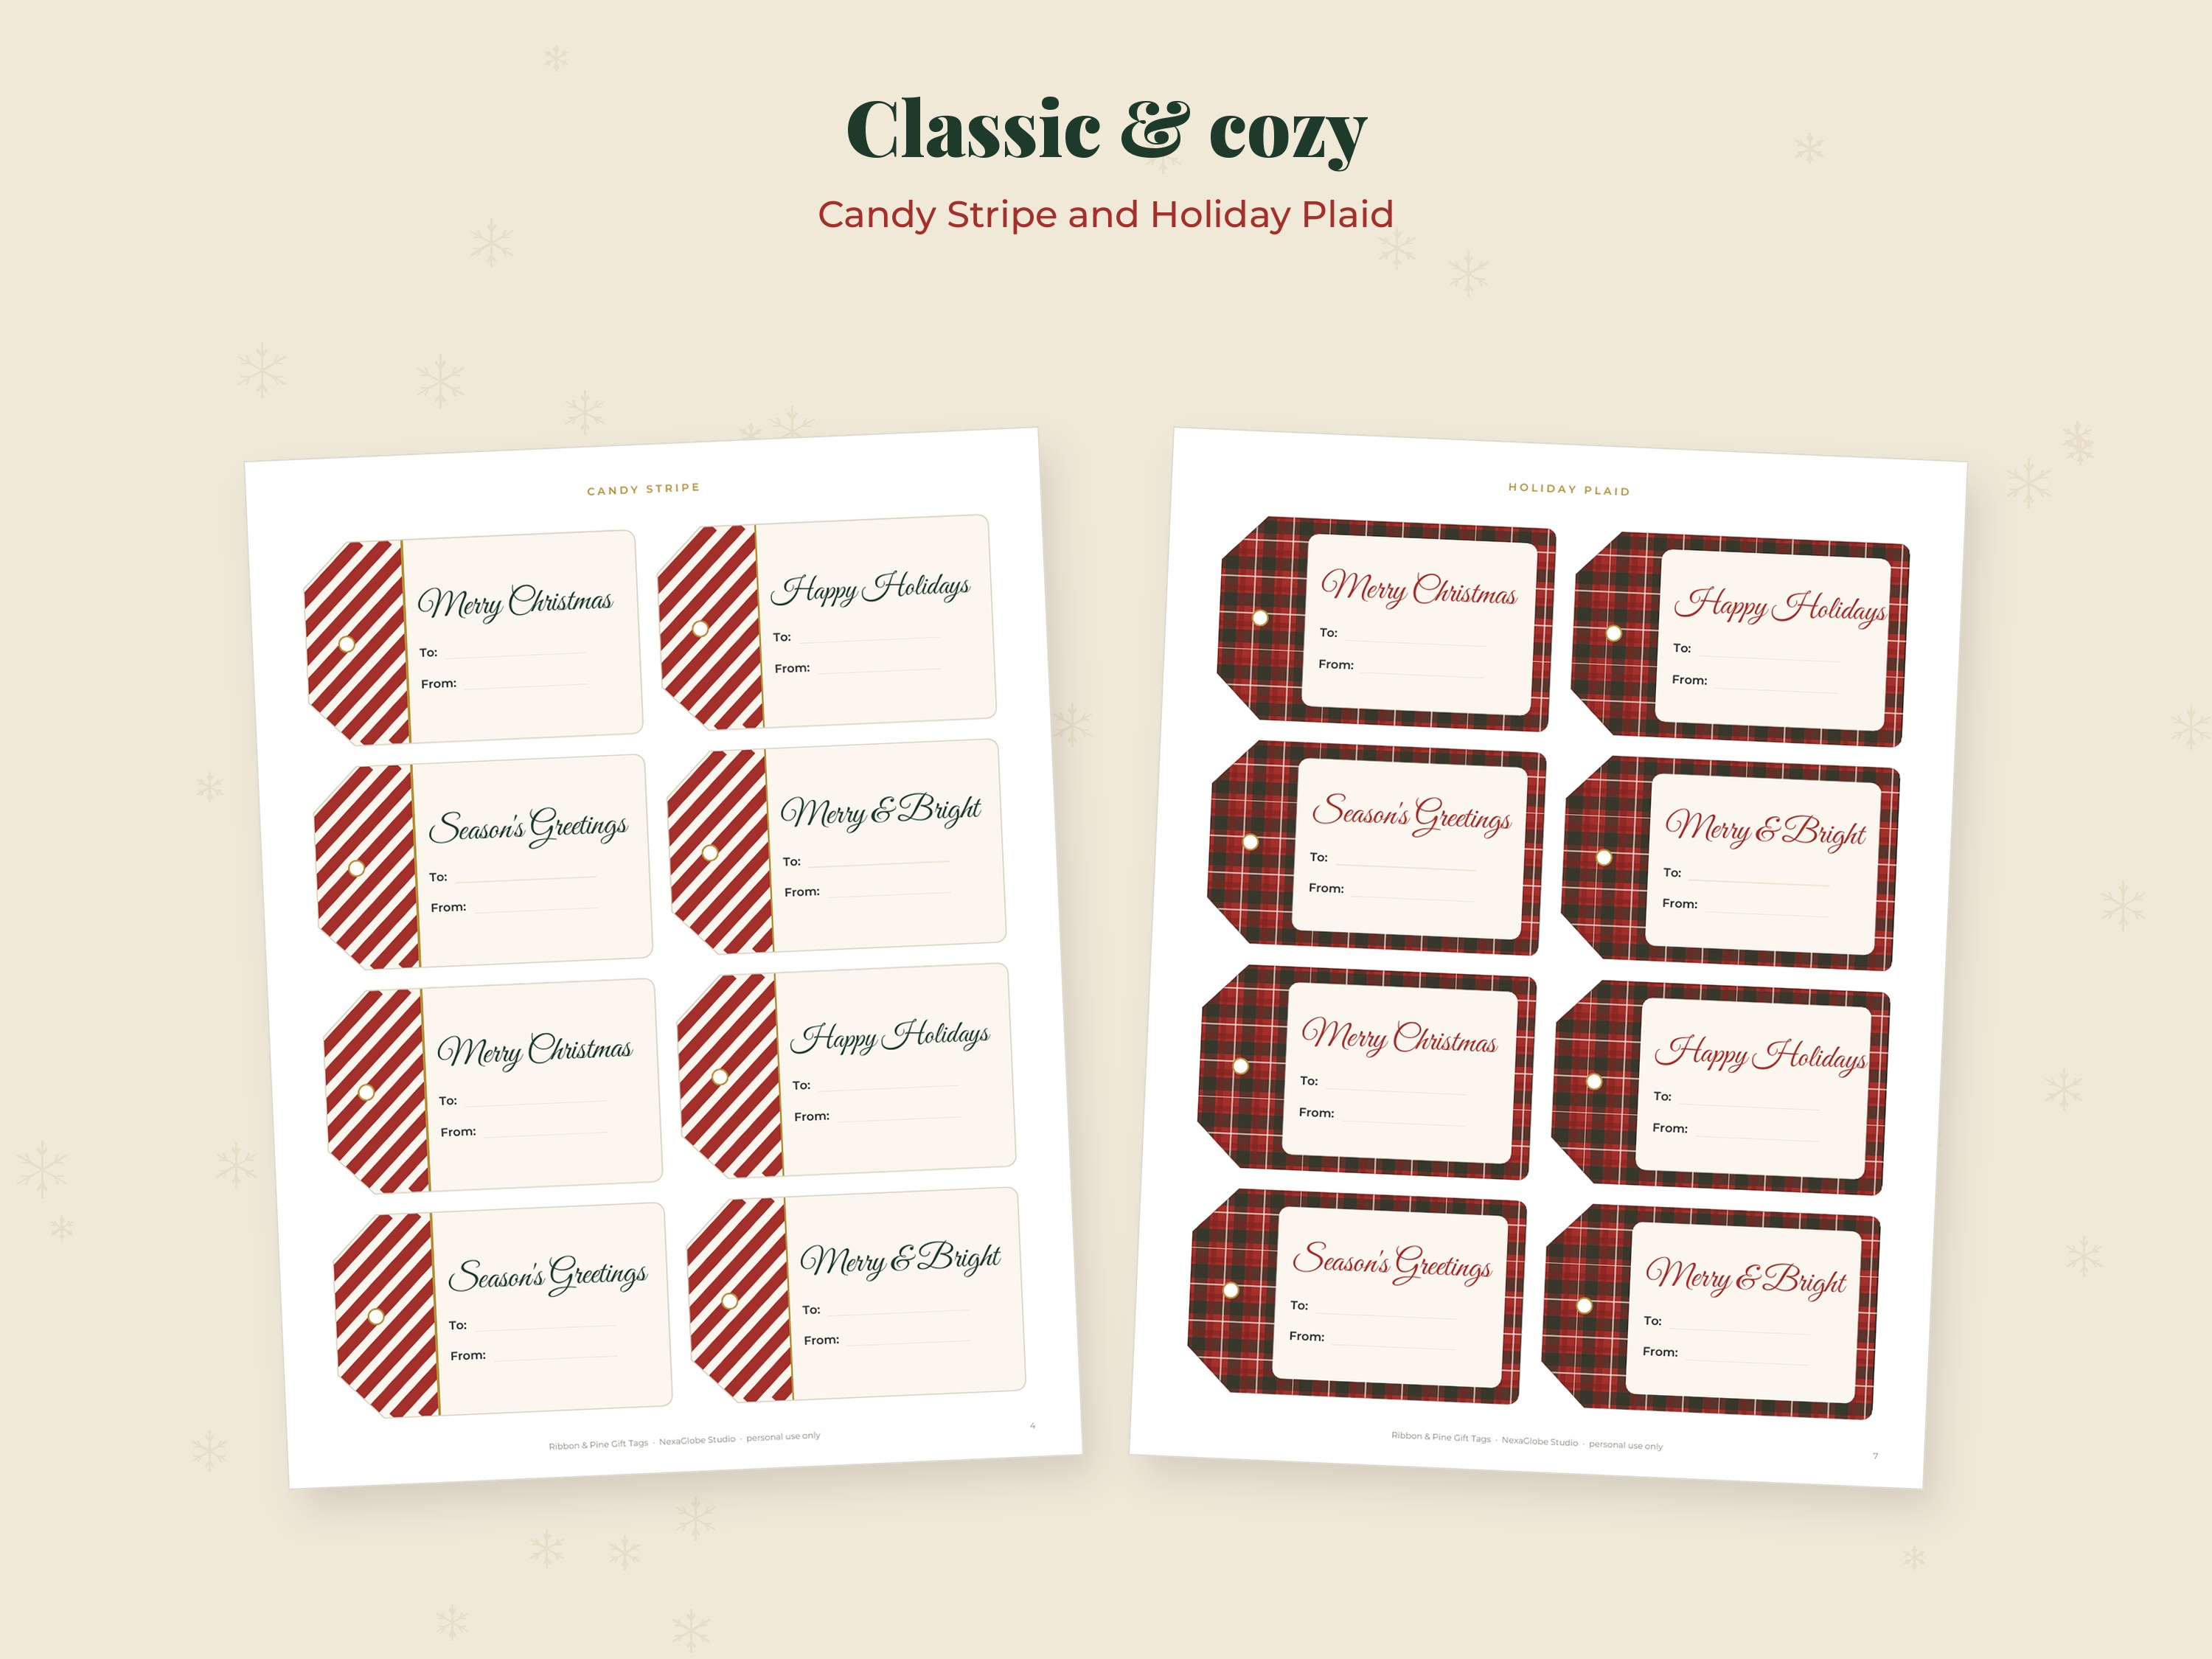 Classic & cozy
Candy Stripe and Holiday Plaid
CANDY STRIPE
Merry Christmas
To:
From:
Happy Holidays
To:
From:
Season's Greetings
To:
From:
Merry & Bright
To:
From:
Merry Christmas
To:
From:
Happy Holidays
To:
From:
Season's Greetings
To:
From:
Merry & Bright
To:
From:
Ribbon & Pine Gift Tags · NexaGlobe Studio · personal use only
4
HOLIDAY PLAID
Merry Christmas
To:
From:
Happy Holidays
To:
From:
Season's Greetings
To:
From:
Merry & Bright
To:
From:
Merry Christmas
To:
From:
Happy Holidays
To:
From:
Season's Greetings
To:
From:
Merry & Bright
To:
From:
Ribbon & Pine Gift Tags · NexaGlobe Studio · personal use only
7